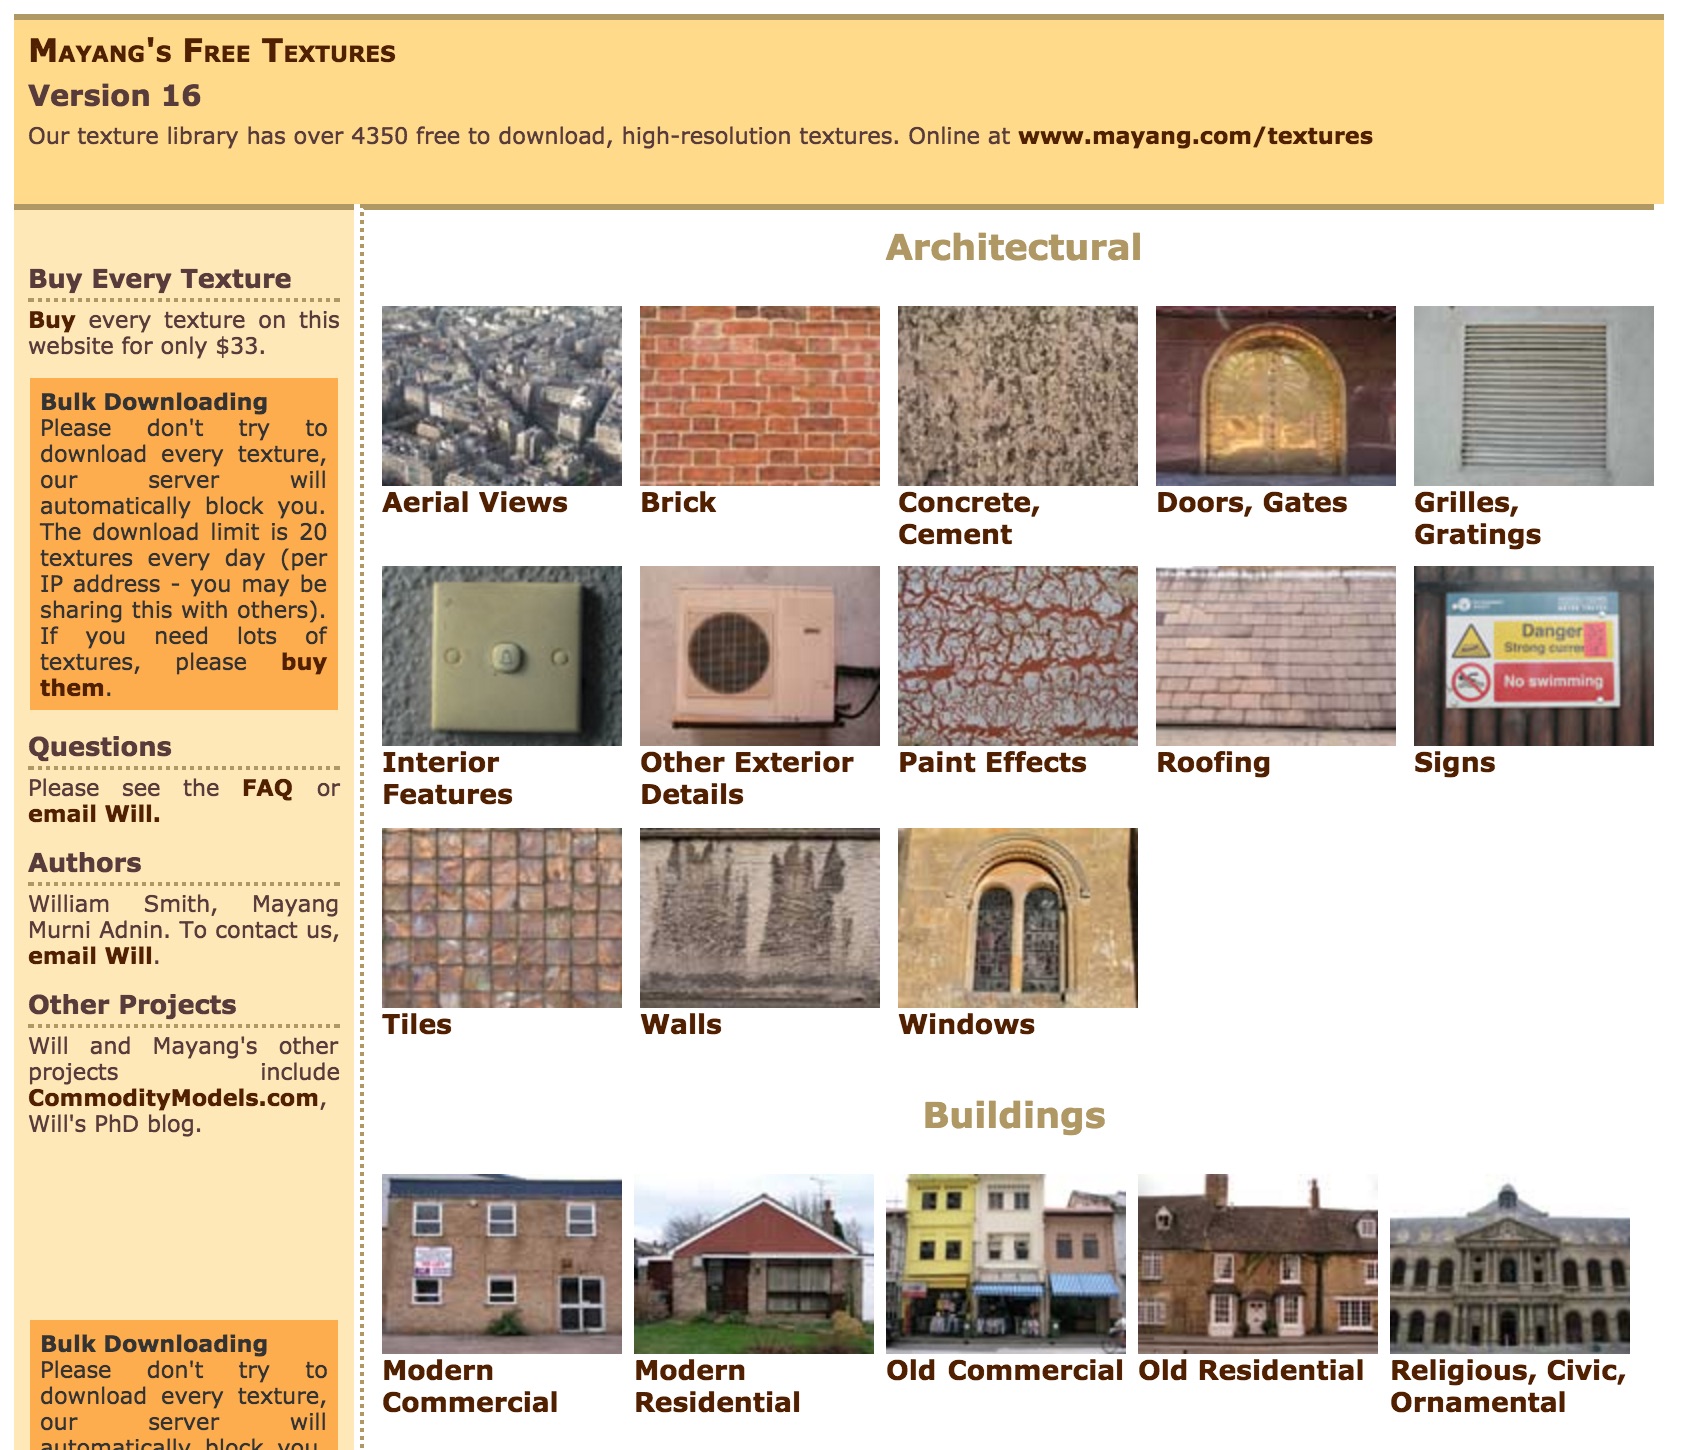 Mayang's Free Textures
Version 16
Our texture library has over 4350 free to download, high-resolution textures. Online at www.mayang.com/textures
Buy Every Texture
Buy every texture on this
website for only $33.
Bulk Downloading
Please don't try to
download every texture,
our server will
automatically block you.
The download limit is 20
textures every day (per
IP address - you may be
sharing this with others).
If you need lots of
textures, please buy
them.
Questions
Please see the FAQ or
email Will.
Authors
William Smith, Mayang
Murni Adnin. To contact us,
email Will.
Other Projects
Will and Mayang's other
projects include
CommodityModels.com,
Will's PhD blog.
Bulk Downloading
Please don't try to
download every texture,
our server will
automatically block you.
Architectural
Aerial Views
Brick
Concrete,
Cement
Doors, Gates
Grilles,
Gratings
Interior
Features
Other Exterior
Details
Paint Effects
Roofing
Danger
Strong
No swimming
Signs
Tiles
Walls
Windows
Buildings
Modern
Commercial
Modern
Residential
Old Commercial
Old Residential
Religious, Civic,
Ornamental